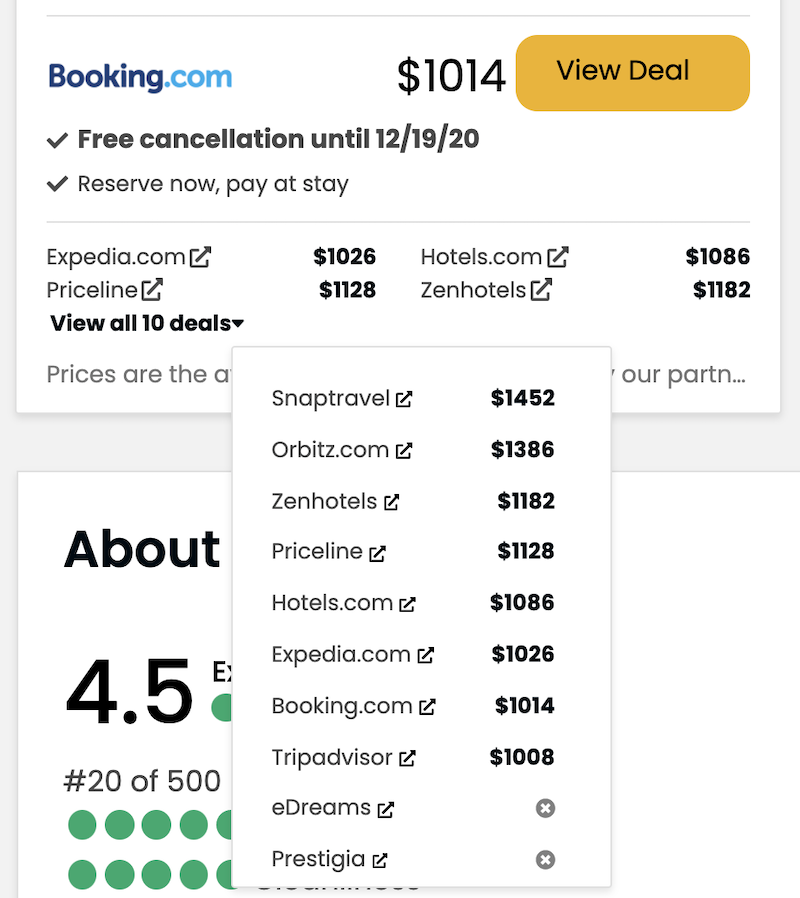 Booking.com $1014 View Deal
Free cancellation until 12/19/20
Reserve now, pay at stay
Expedia.com $1026 Hotels.com $1086
Priceline $1128 Zenhotels $1182
View all 10 deals
Prices are the our partn...
Snaptravel $1452
Orbitz.com $1386
Zenhotels $1182
Priceline $1128
Hotels.com $1086
Expedia.com $1026
Booking.com $1014
Tripadvisor $1008
eDreams
Prestigia
About
4.5
#20 of 500